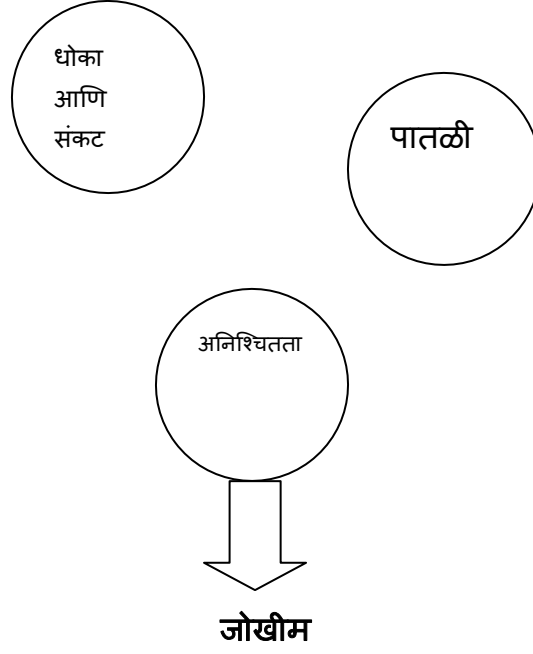 धोका
आणि
संकट
पातळी
अनिश्चितता
जोखीम